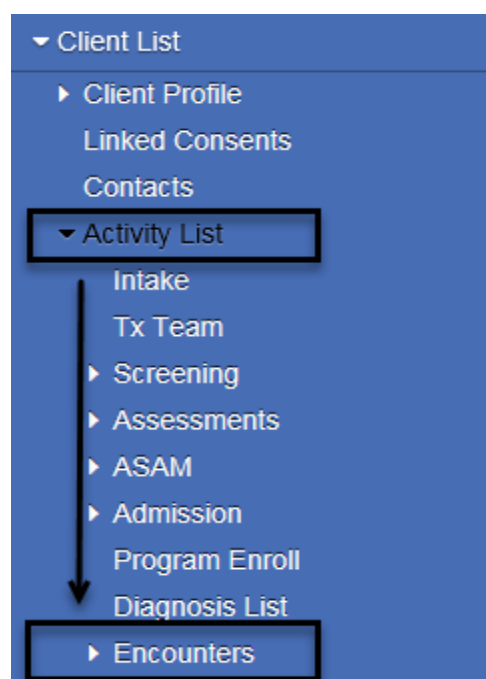 Client List
Client Profile
Linked Consents
Contacts
Activity List
Intake
Tx Team
Screening
Assessments
ASAM
Admission
Program Enroll
Diagnosis List
Encounters